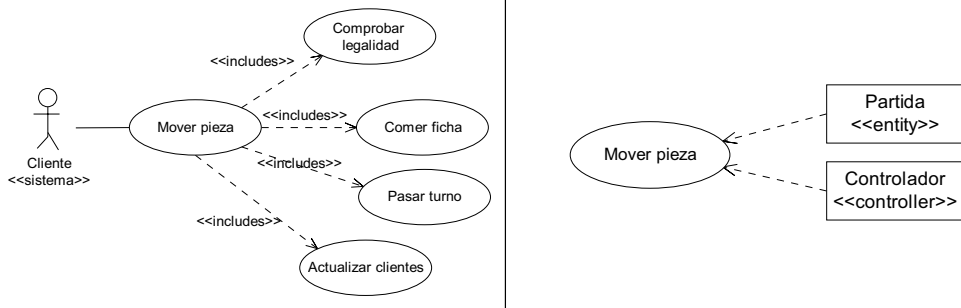 Comprobar
legalidad
<<includes>>
Mover pieza
<<includes>>
Comer ficha
Cliente
<<sistema>>
<<includes>>
Pasar turno
<<includes>>
Actualizar clientes
Mover pieza
Partida
<<entity>>
Controlador
<<controller>>